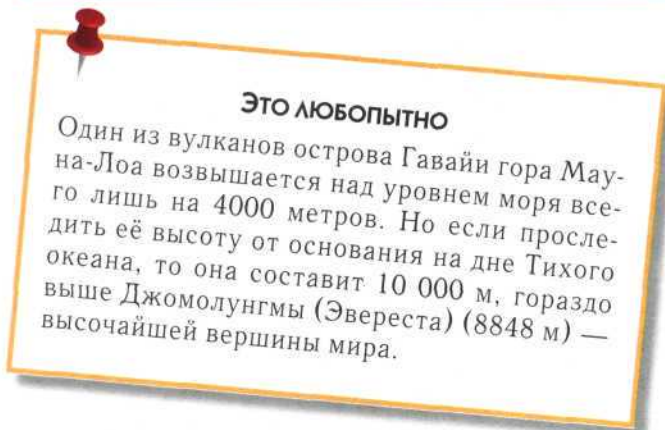 Это любопытно
Один из вулканов острова Гавайи гора Мау-
на-Лоа возвышается над уровнем моря все-
го лишь на 4000 метров. Но если просле-
дить её высоту от основания на дне Тихого
океана, то она составит 10 000 м, гораздо
выше Джомолунгмы (Эвереста) (8848 м) —
высочайшей вершины мира.